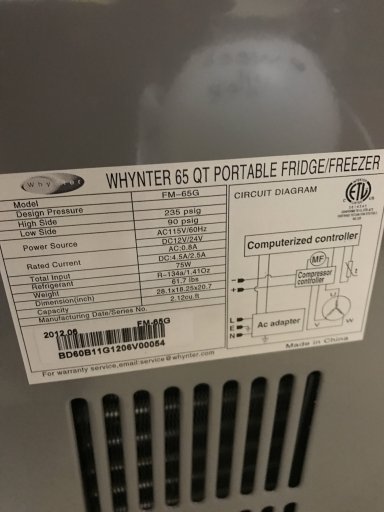 Whynter
WHYNTER 65 QT PORTABLE FRIDGE/FREEZER
Model FM-65G
Design Pressure
High Side 235 psig
Low Side 90 psig
Power Source AC115V/60Hz
DC12V/24V
Rated Current AC:0.8A
DC:4.5A/2.5A
Total Input 75W
Refrigerant R-134a/1.41Oz
Weight 61.7 lbs
Dimension(inch) 28.1x18.25x20.7
Capacity 2.12cu.ft
Manufacturing Date/Series No.
2012.06 FM-65G
BD60B11G1206V00054
For warranty service,email:service@whynter.com
CIRCUIT DIAGRAM
ETL
Computerized controller
MF
Compressor
controller
t
+
L
E
N
Ac adapter
U
V
W
Made in China